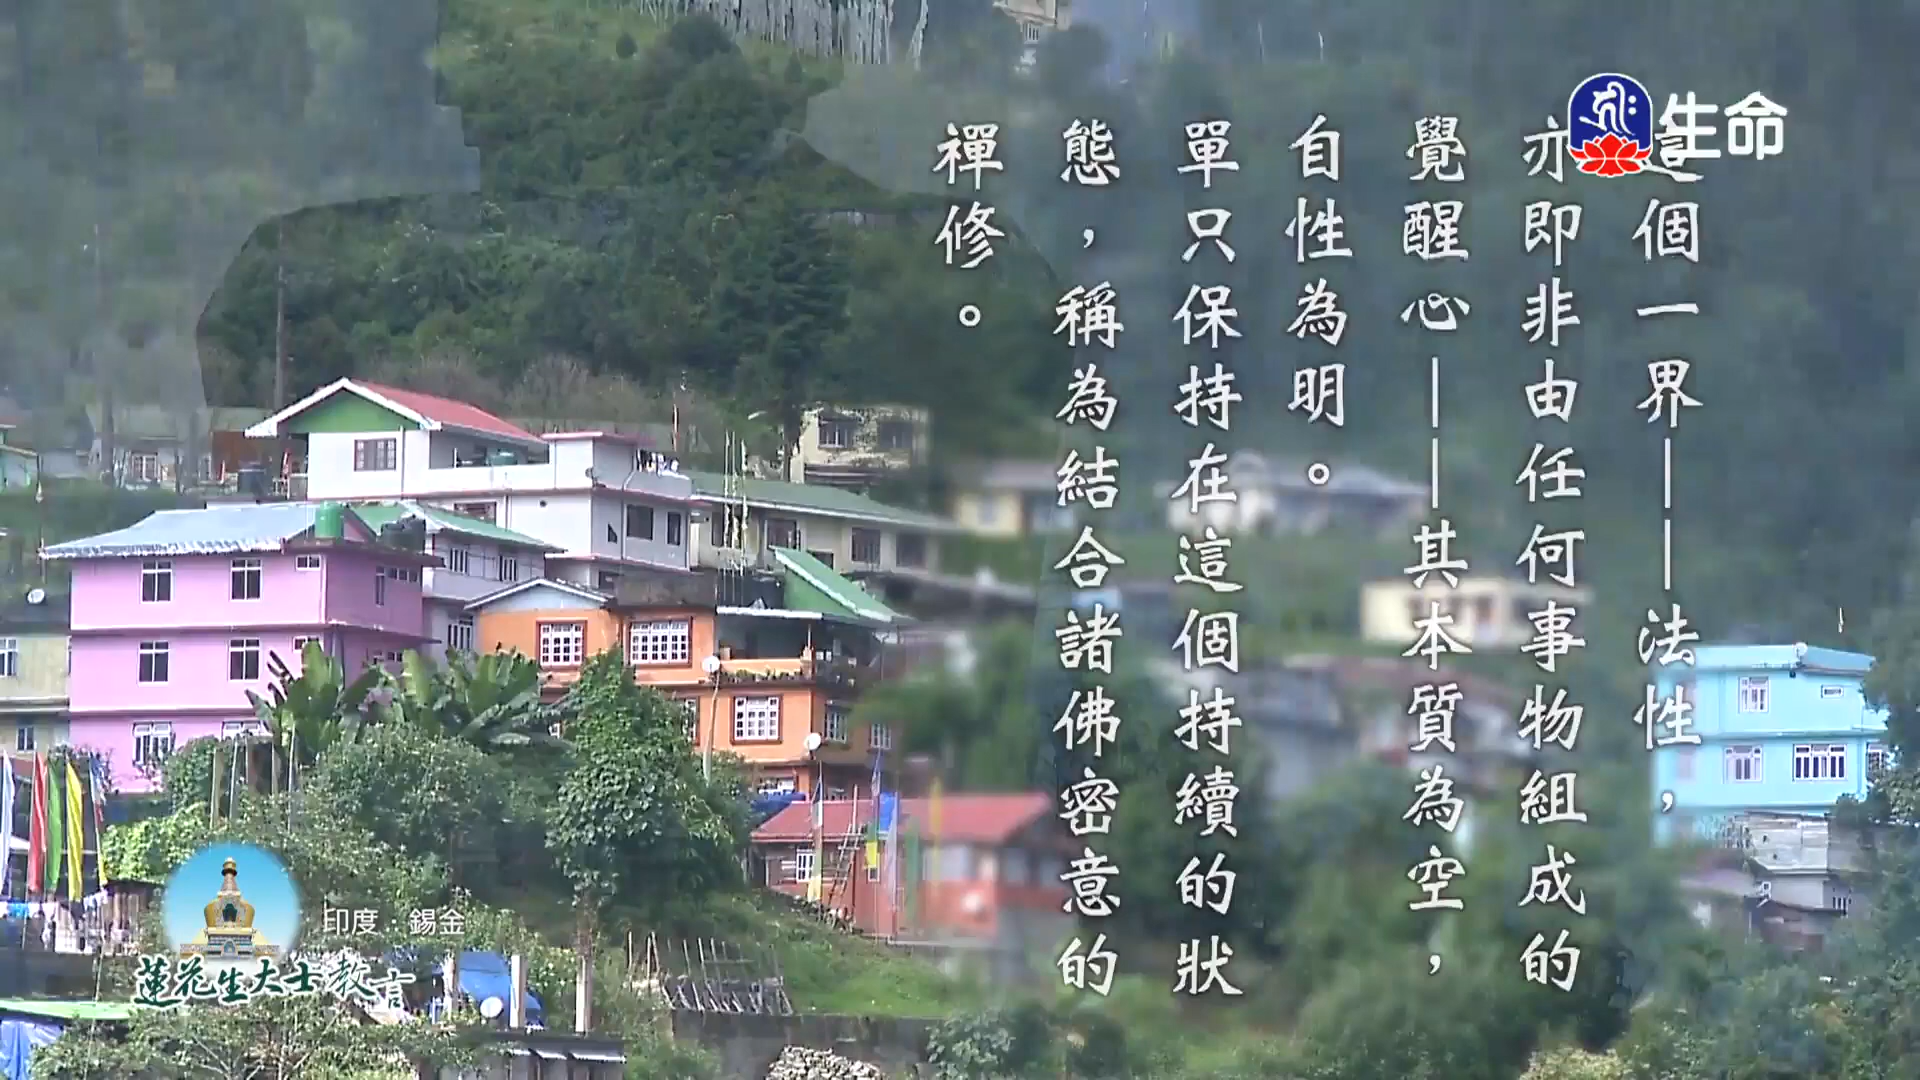 這個一界——法性，
亦即非由任何事物組成的
覺醒心——其本質為空，
自性為明。
單只保持在這個持續的狀
態，稱為結合諸佛密意的
禪修。
生命
印度．錫金
蓮花生大士教言